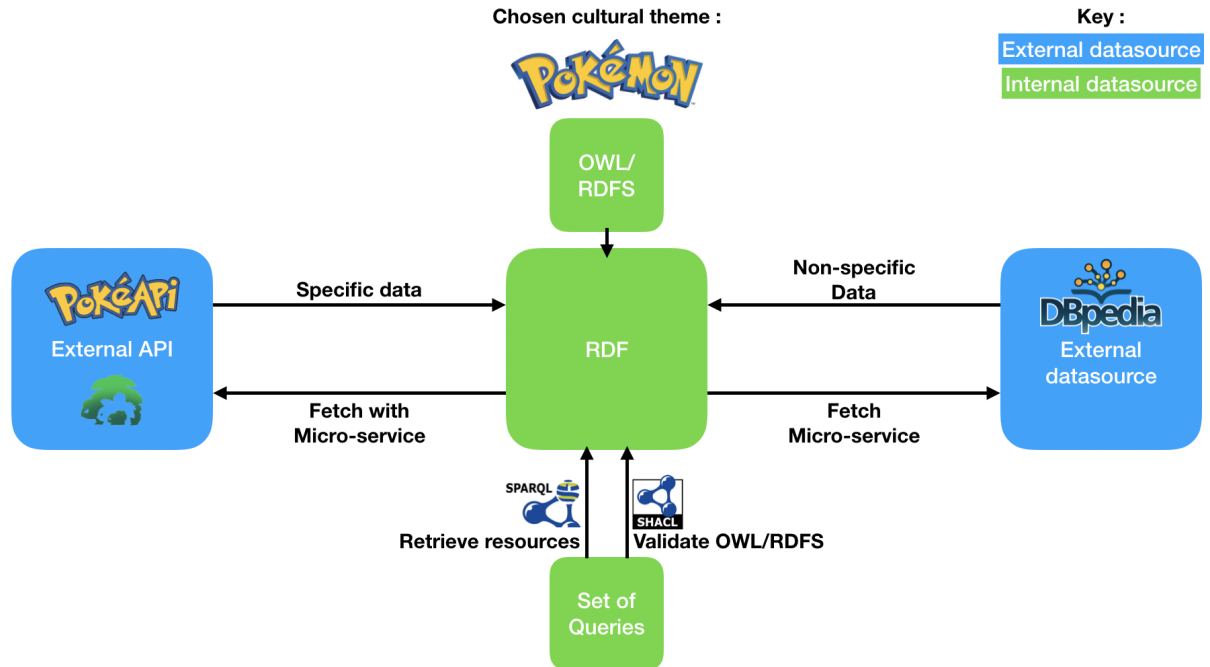 Chosen cultural theme :
Key :
External datasource
Internal datasource
POKéMON
TM
OWL/
RDFS
PokéApi
External API
Specific data
RDF
Non-specific
Data
DBpedia
External
datasource
Fetch with
Micro-service
Fetch
Micro-service
SPARQL
SHACL
Retrieve resources
Validate OWL/RDFS
Set of
Queries